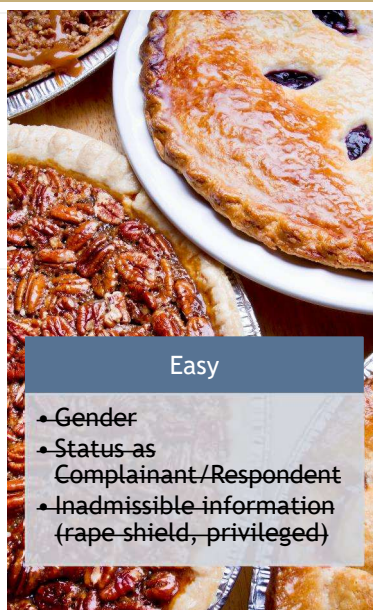 Easy
• Gender
• Status as
Complainant/Respondent
• Inadmissible information
(rape shield, privileged)